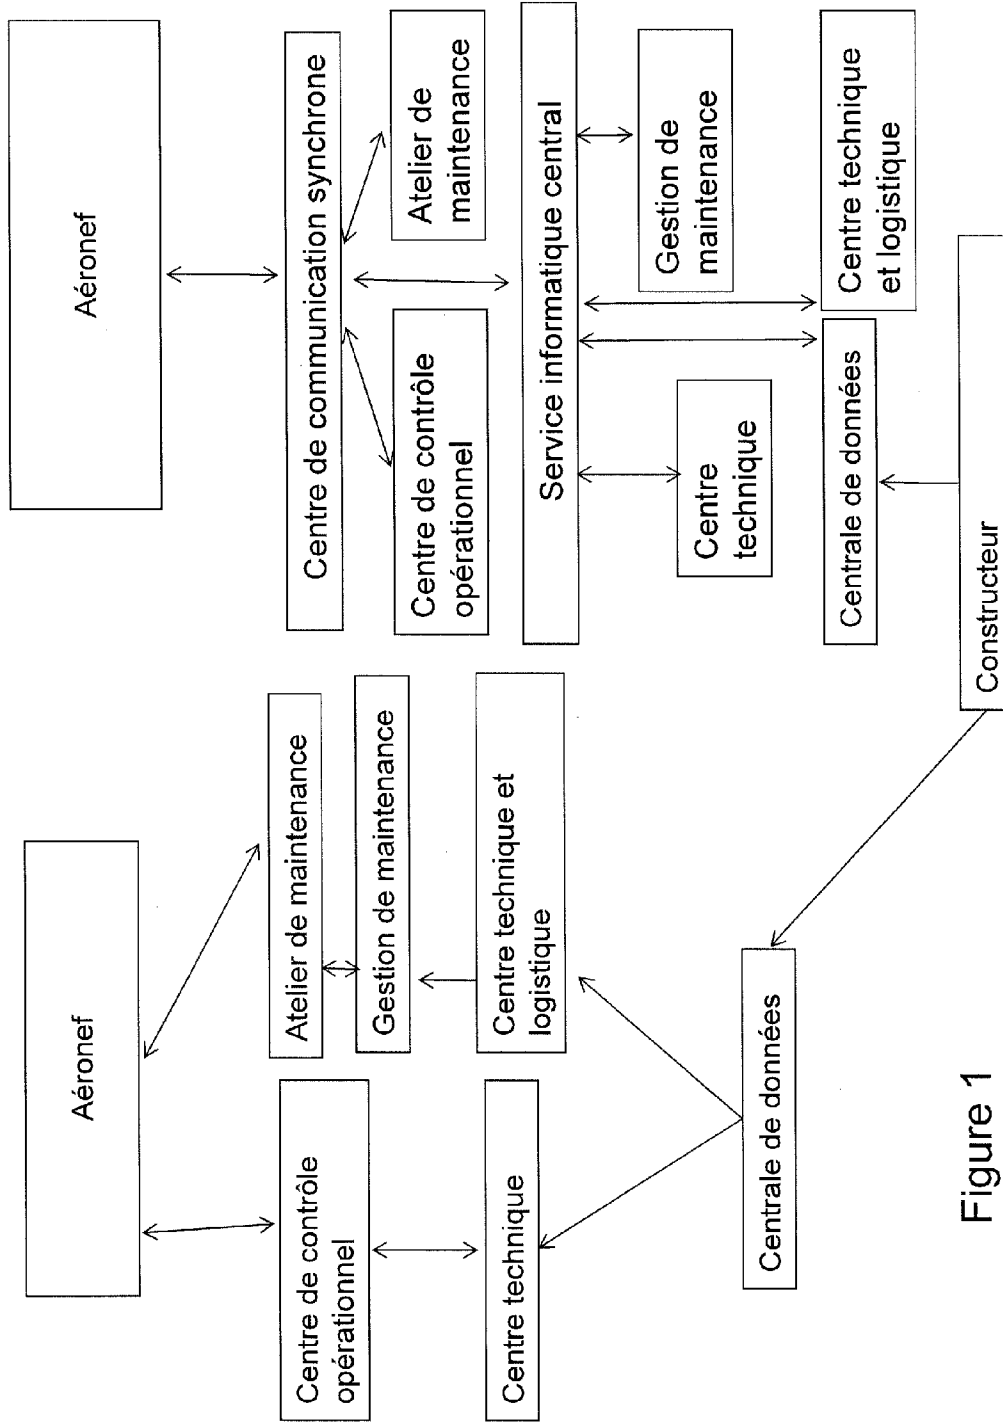 Aéronef
Centre de contrôle
opérationnel
Atelier de maintenance
Gestion de maintenance
Centre technique
Centre technique et
logistique
Centrale de données
Figure 1
Aéronef
Centre de communication synchrone
Centre de contrôle
opérationnel
Atelier de
maintenance
Service informatique central
Centre
technique
Gestion de
maintenance
Centrale de données
Centre technique
et logistique
Constructeur